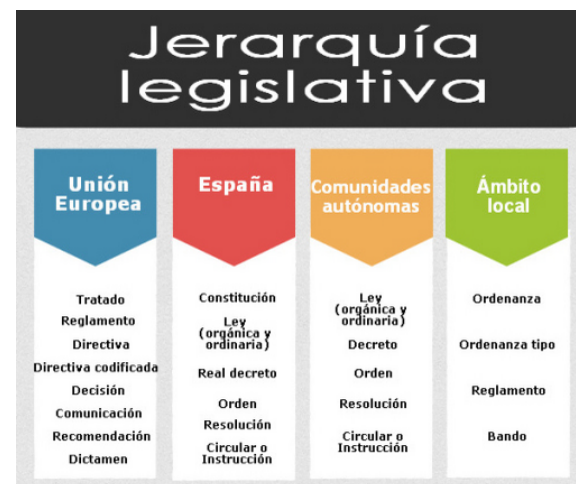 Jerarquía
legislativa
Unión
Europea
Tratado
Reglamento
Directiva
Directiva codificada
Decisión
Comunicación
Recomendación
Dictamen
España
Constitución
Ley
(orgánica y
ordinaria)
Real decreto
Orden
Resolución
Circular o
Instrucción
Comunidades
autónomas
Ley
(orgánica y
ordinaria)
Decreto
Orden
Resolución
Circular o
Instrucción
Ámbito
local
Ordenanza
Ordenanza tipo
Reglamento
Bando